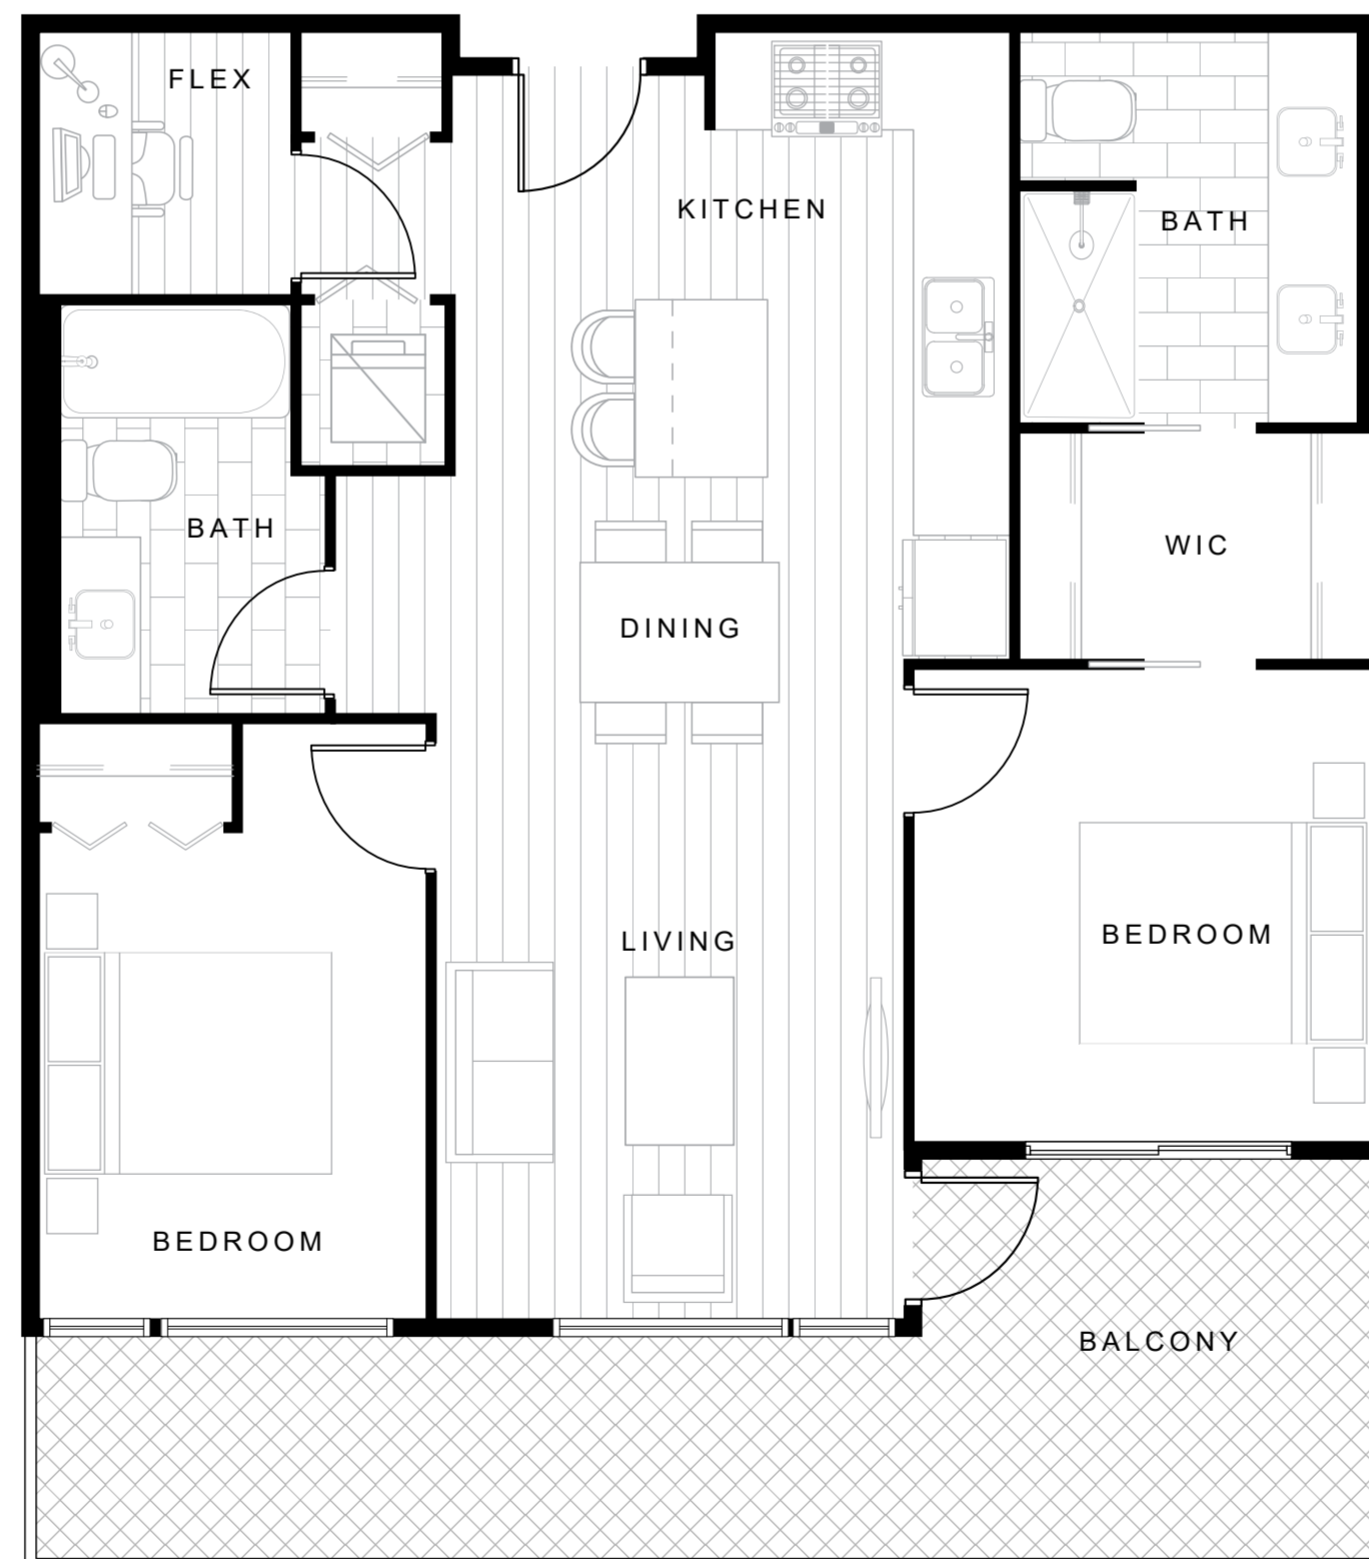 FLEX
KITCHEN
BATH
BATH
WIC
DINING
LIVING
BEDROOM
BEDROOM
BALCONY